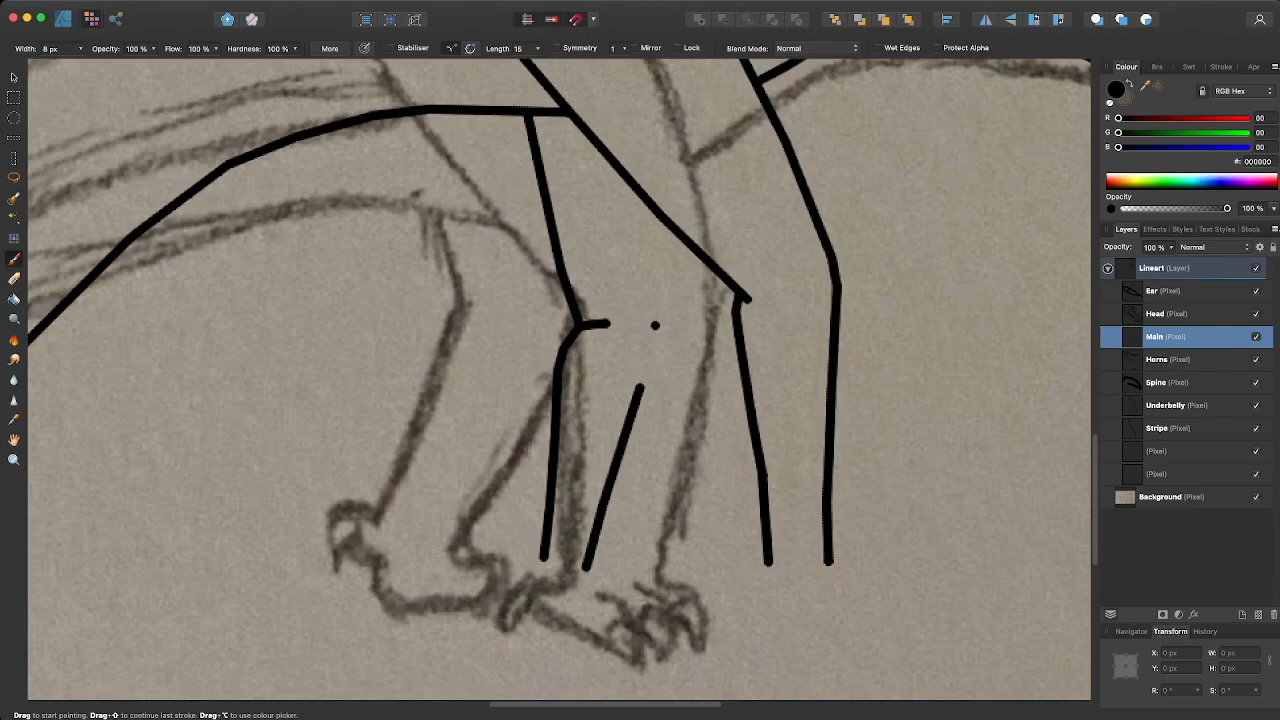 Width: 8 px Opacity: 100 % Flow: 100 % Hardness: 100 % More Stabiliser Length 15 Symmetry 1 Mirror Lock Blend Mode: Normal Wet Edges Protect Alpha
Colour Brs Swt Stroke Apr
RGB Hex
R 00
G 00
B 00
#: 000000
Opacity
100 %
Layers Effects Styles Text Styles Stock
Opacity: 100 % Normal
Lineart (Layer)
Ear (Pixel)
Head (Pixel)
Main (Pixel)
Horns (Pixel)
Spine (Pixel)
Underbelly (Pixel)
Stripe (Pixel)
(Pixel)
(Pixel)
Background (Pixel)
Navigator Transform History
X: 0 px W: 0 px
Y: 0 px H: 0 px
R: 0 ° S: 0 °
Drag to start painting. Drag+⇧ to continue last stroke. Drag+⌥ to use colour picker.